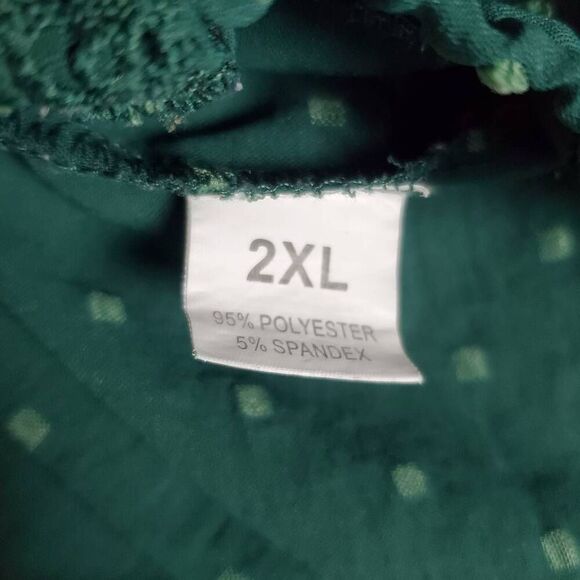 2XL
95% POLYESTER
5% SPANDEX